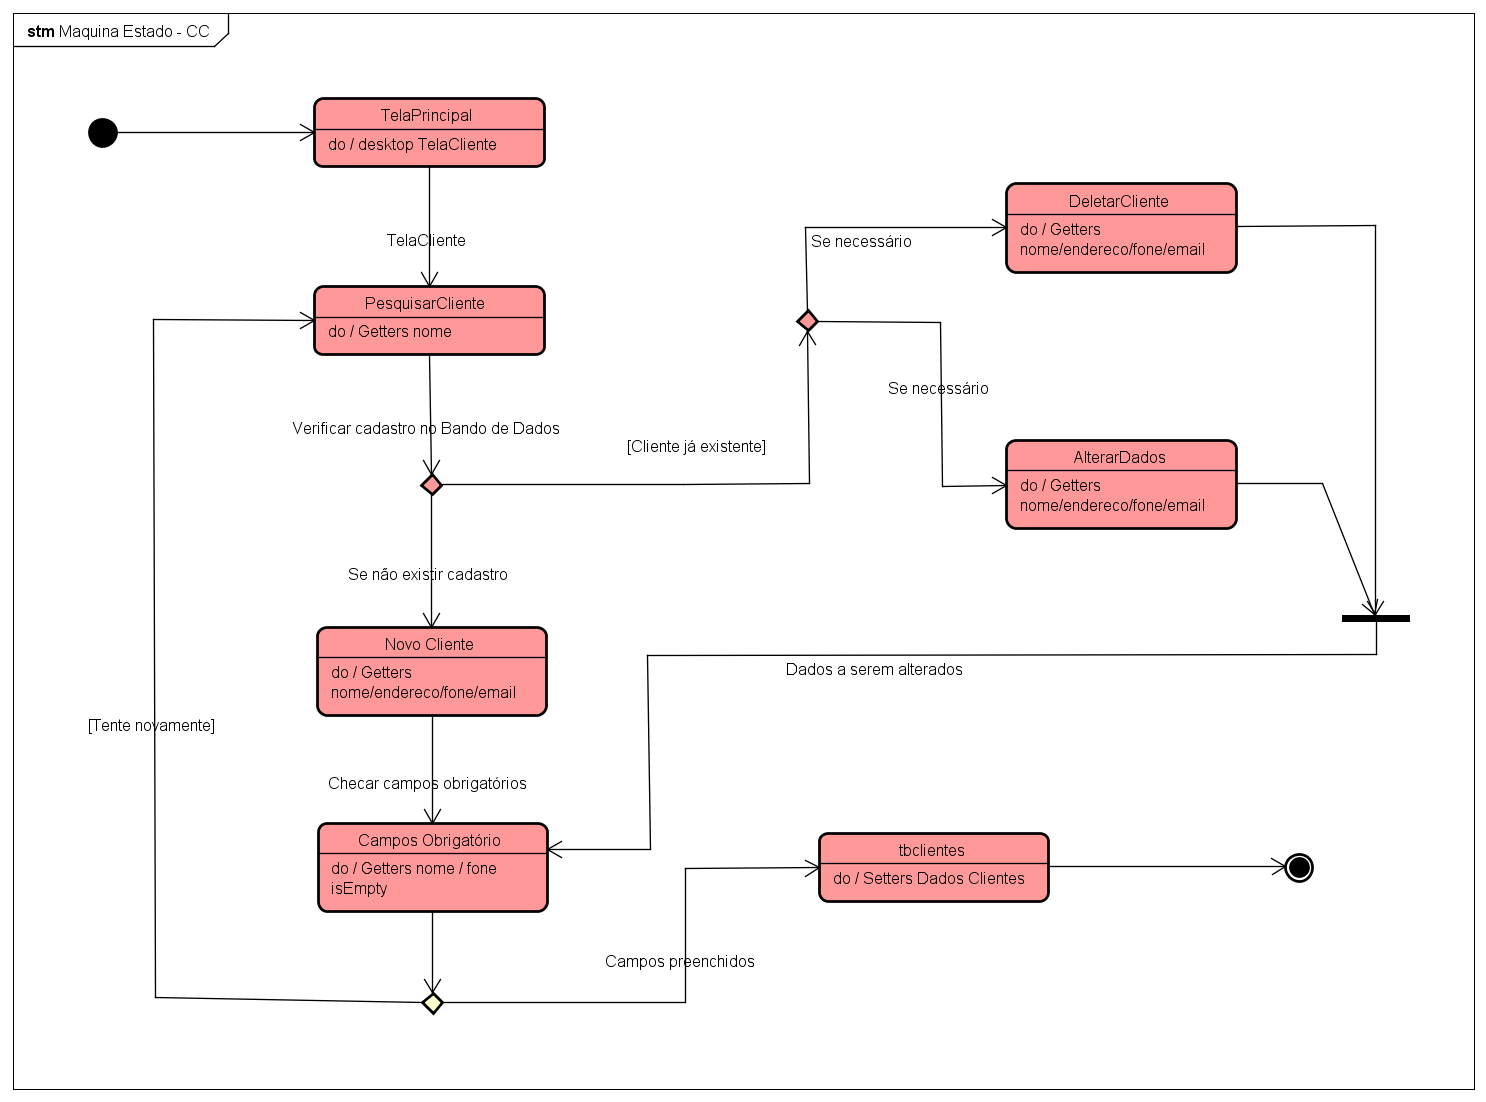 stm Maquina Estado - CC
TelaPrincipal
do / desktop TelaCliente
TelaCliente
PesquisarCliente
do / Getters nome
Verificar cadastro no Bando de Dados
[Cliente já existente]
Se necessário
DeletarCliente
do / Getters
nome/endereco/fone/email
Se necessário
AlterarDados
do / Getters
nome/endereco/fone/email
Se não existir cadastro
Novo Cliente
do / Getters
nome/endereco/fone/email
Dados a serem alterados
[Tente novamente]
Checar campos obrigatórios
Campos Obrigatório
do / Getters nome / fone
isEmpty
tbclientes
do / Setters Dados Clientes
Campos preenchidos